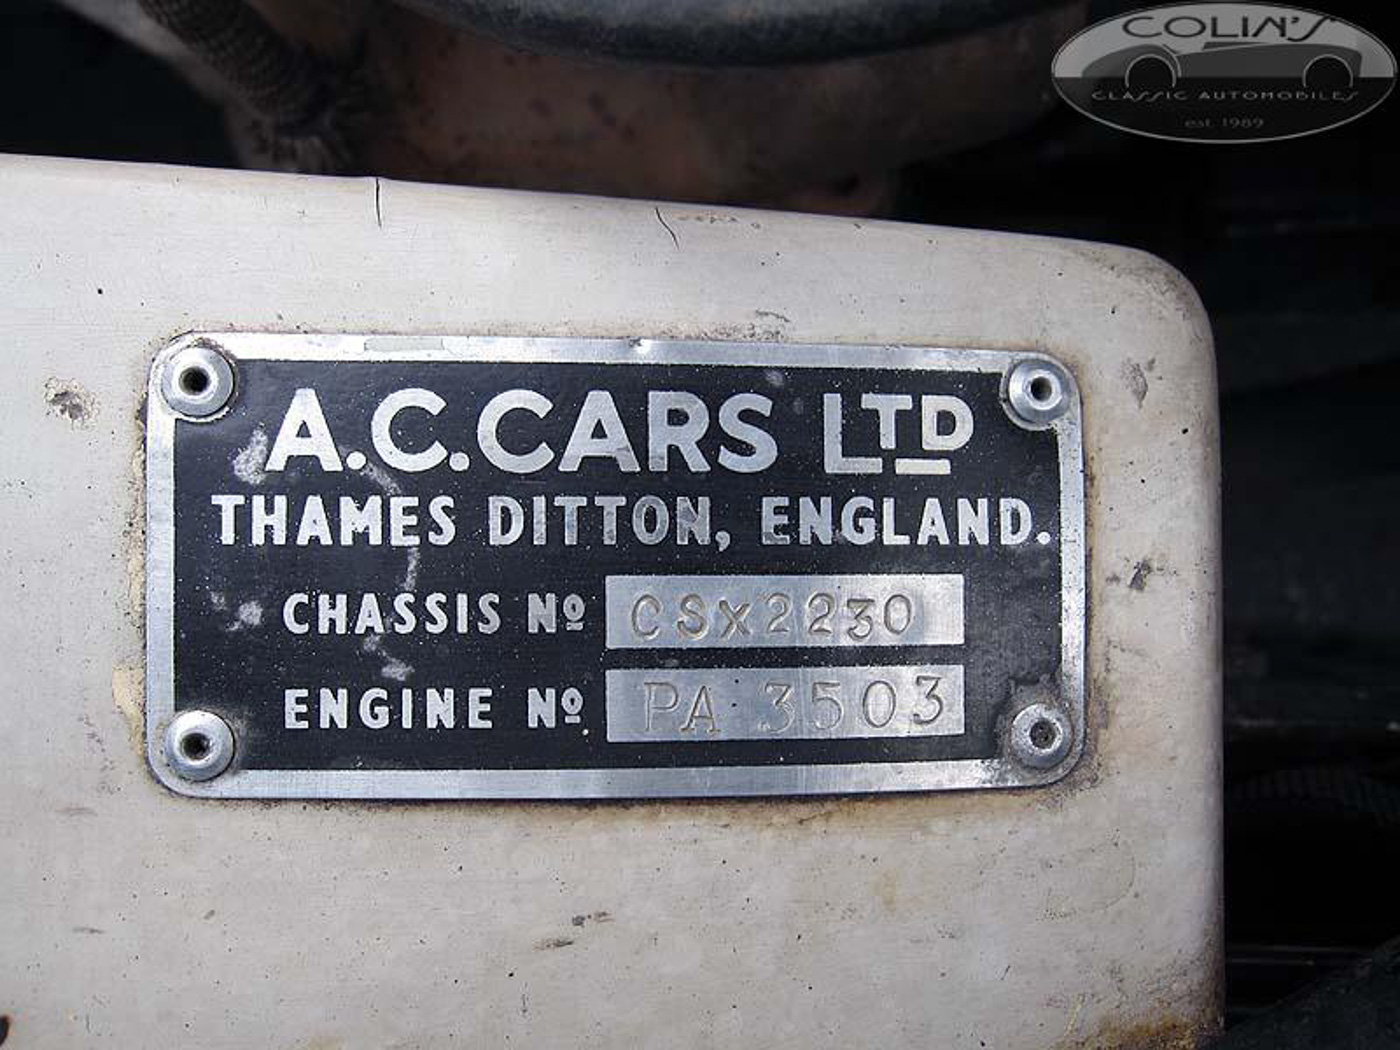 COLIN'S
CLASSIC AUTOMOBILES
est. 1989
A.C. CARS LTD
THAMES DITTON, ENGLAND.
CHASSIS Nº CSX2230
ENGINE Nº PA 3503